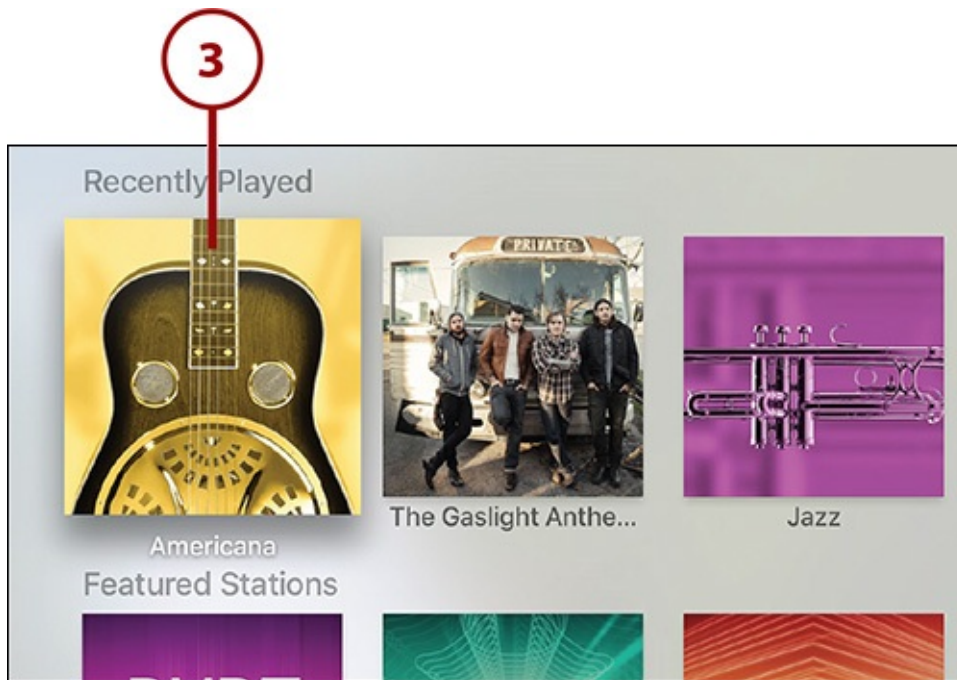 3
Recently Played
PRIVATE
The Gaslight Anthe...
Jazz
Americana
Featured Stations